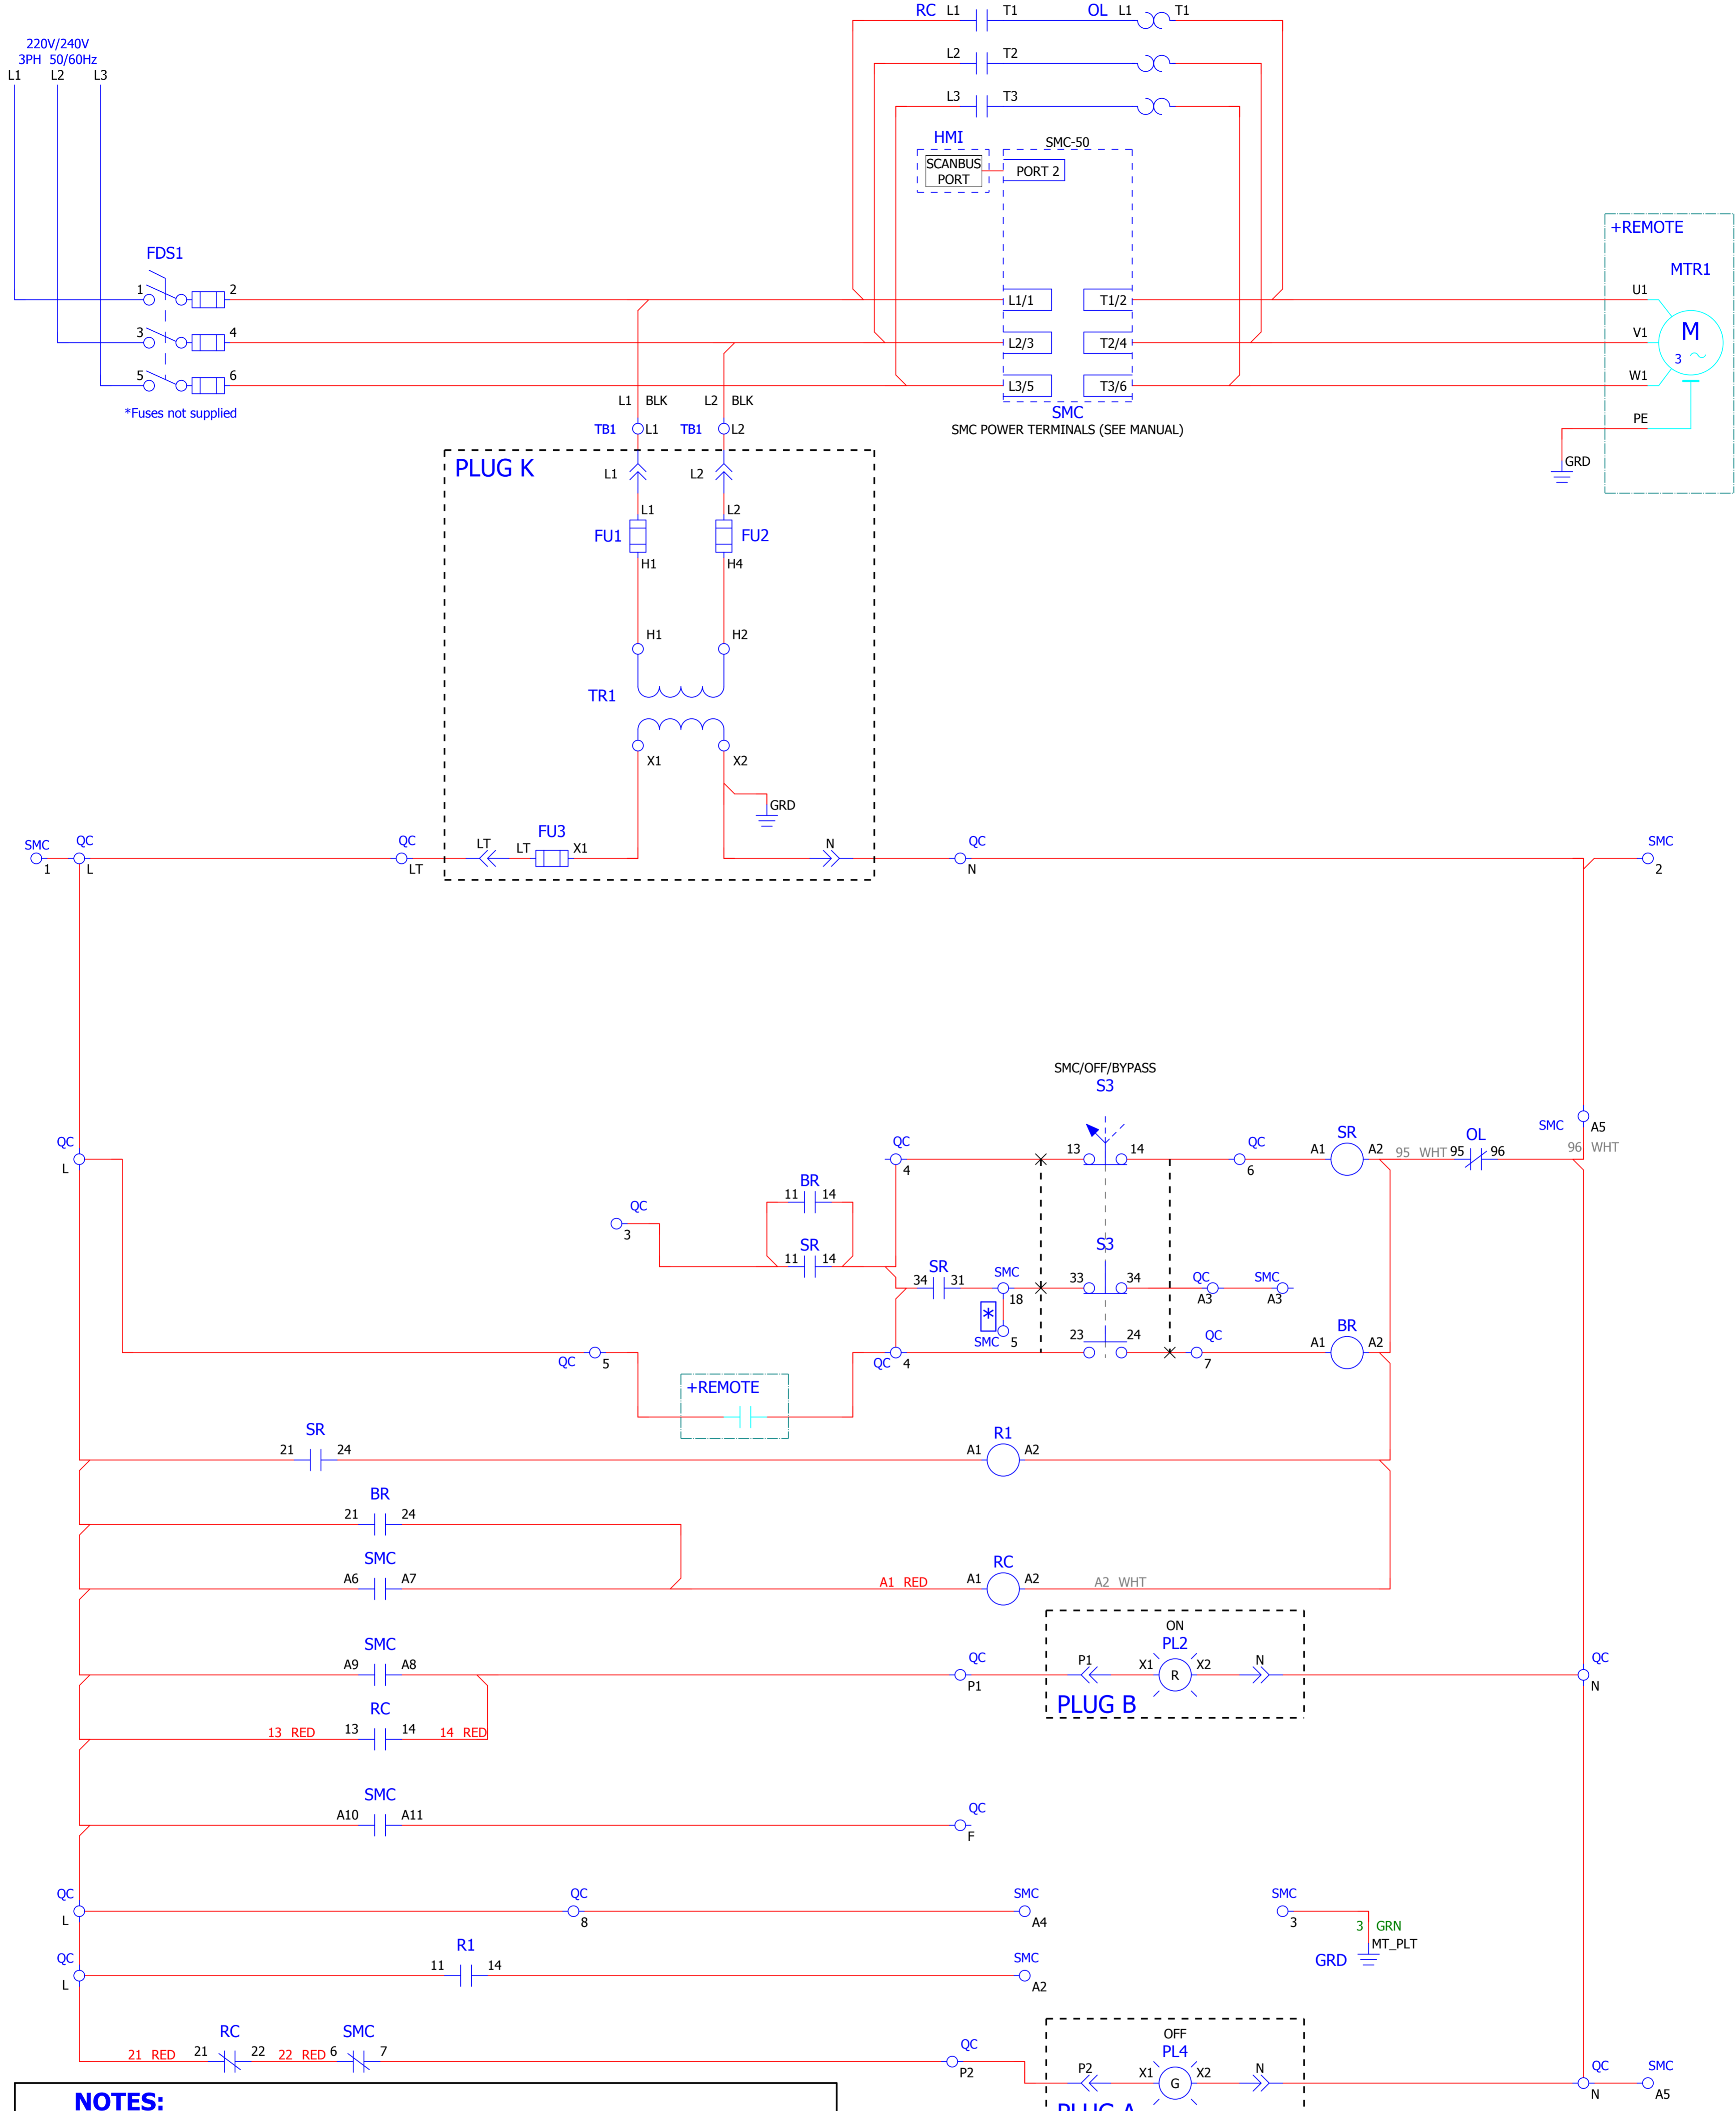 RC L1 T1 OL L1 T1
220V/240V
3PH 50/60Hz
L1 L2 L3
L2 T2
L3 T3
HMI
SMC-50
SCANBUS
PORT
PORT 2
+REMOTE
MTR1
FDS1
1 2
L1/1 T1/2
U1
3 4
L2/3 T2/4
V1
M
3
5 6
L3/5 T3/6
W1
*Fuses not supplied
L1 BLK L2 BLK
SMC
SMC POWER TERMINALS (SEE MANUAL)
PE
GRD
TB1 L1 TB1 L2
PLUG K
L1 L2
L1 L2
FU1 FU2
H1 H4
H1 H2
TR1
X1 X2
GRD
SMC QC QC FU3 QC SMC
LT LT X1 N
1 L LT N 2
SMC/OFF/BYPASS
S3
SMC A5
QC QC 13 14 QC SR OL 96 WHT
A1 A2 95 WHT 95 96
L 4 6
BR
11 14
QC
3
SR
11 14
S3
SR
34 31 SMC 33 34 QC SMC
18 A3 A3
*
SMC 5
23 24 QC BR
A1 A2
QC 5 QC 4 7
+REMOTE
SR
21 24
R1
A1 A2
BR
21 24
SMC
A6 A7
RC
A1 RED A1 A2 A2 WHT
ON
SMC
A9 A8
QC
P1
PL2
P1 X1 R X2 N
QC
N
PLUG B
RC
13 RED 13 14 14 RED
SMC
A10 A11
QC
F
QC QC SMC SMC
L 8 A4 3
3 GRN
MT_PLT
GRD
QC R1 SMC
11 14
L A2
RC SMC
21 RED 21 22 22 RED 6 7
QC
P2
OFF
PL4
P2 X1 G X2 N
QC SMC
N A5
PLUG A
NOTES: